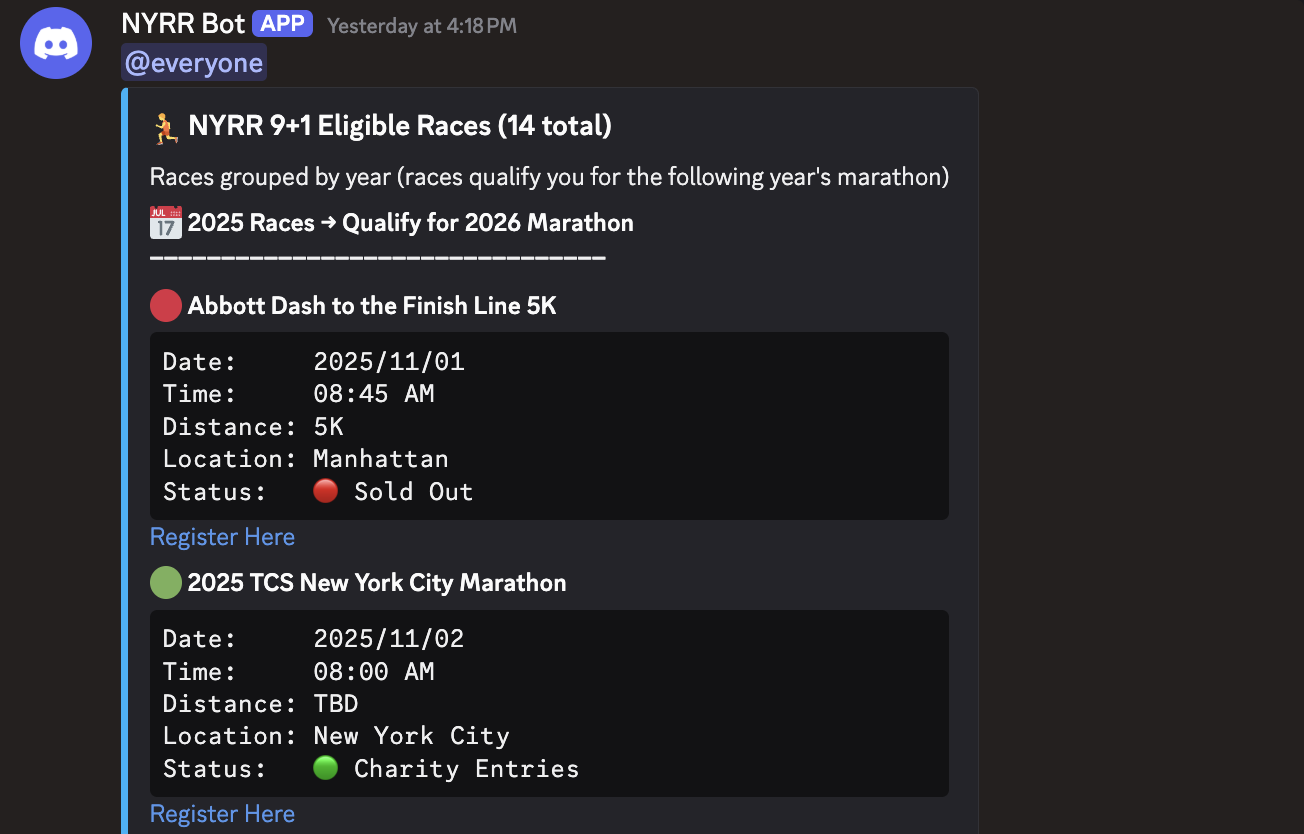 NYRR Bot APP Yesterday at 4:18 PM
@everyone
NYRR 9+1 Eligible Races (14 total)
Races grouped by year (races qualify you for the following year's marathon)
JUL 17 2025 Races → Qualify for 2026 Marathon
Abbott Dash to the Finish Line 5K
Date: 2025/11/01
Time: 08:45 AM
Distance: 5K
Location: Manhattan
Status: Sold Out
Register Here
2025 TCS New York City Marathon
Date: 2025/11/02
Time: 08:00 AM
Distance: TBD
Location: New York City
Status: Charity Entries
Register Here